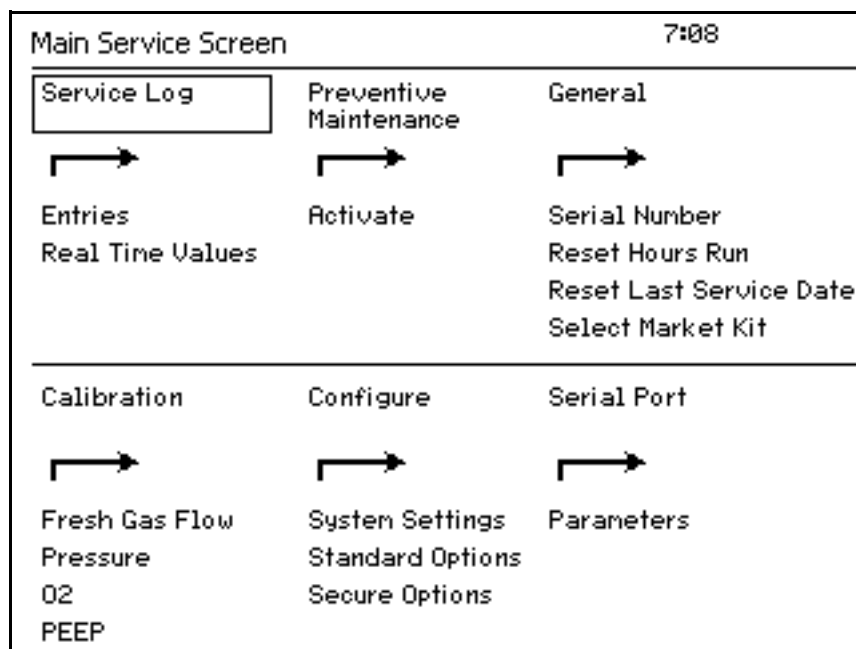 Main Service Screen 7:08
Service Log Preventive Maintenance General
Entries Activate Serial Number
Real Time Values Reset Hours Run
Reset Last Service Date
Select Market Kit
Calibration Configure Serial Port
Fresh Gas Flow System Settings Parameters
Pressure Standard Options
O2 Secure Options
PEEP